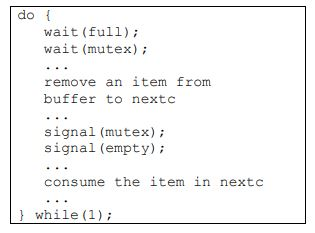 do {
wait(full);
wait(mutex);
...
remove an item from
buffer to nextc
...
signal(mutex);
signal(empty);
...
consume the item in nextc
...
} while(1);